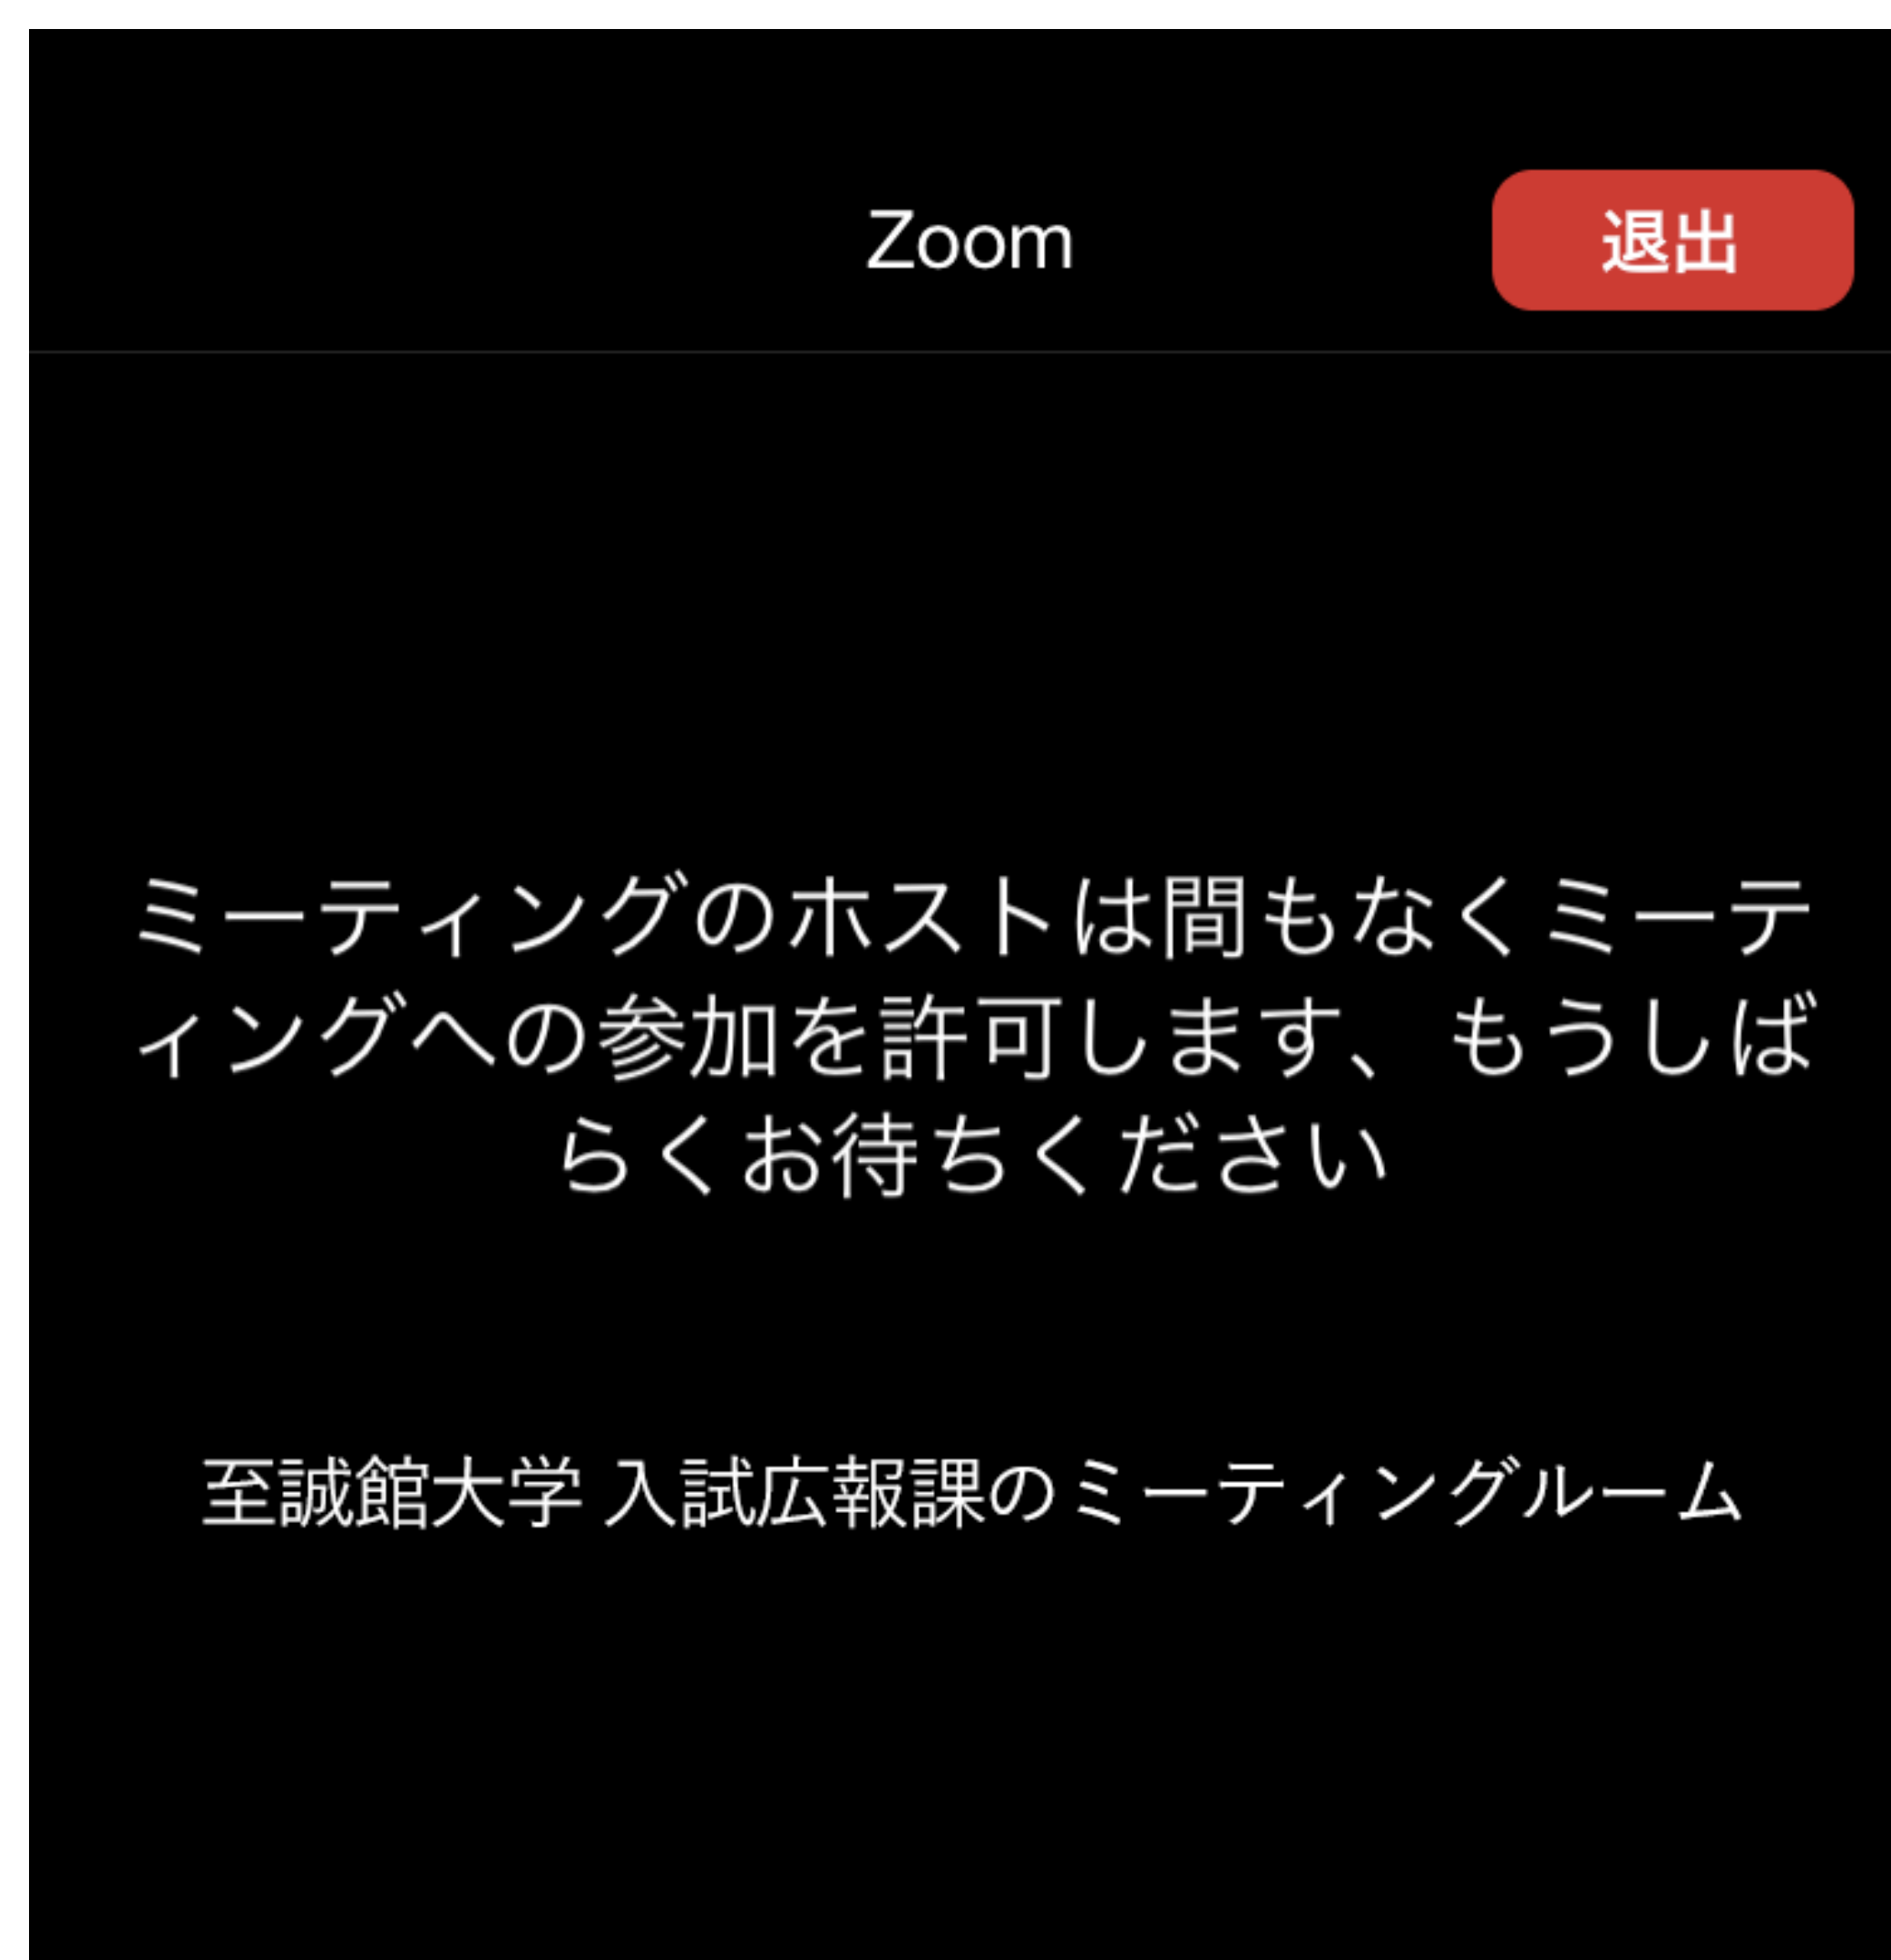 Zoom
退出
ミーティングのホストは間もなくミーテ
ィングへの参加を許可します、もうしば
らくお待ちください
至誠館大学 入試広報課のミーティングルーム